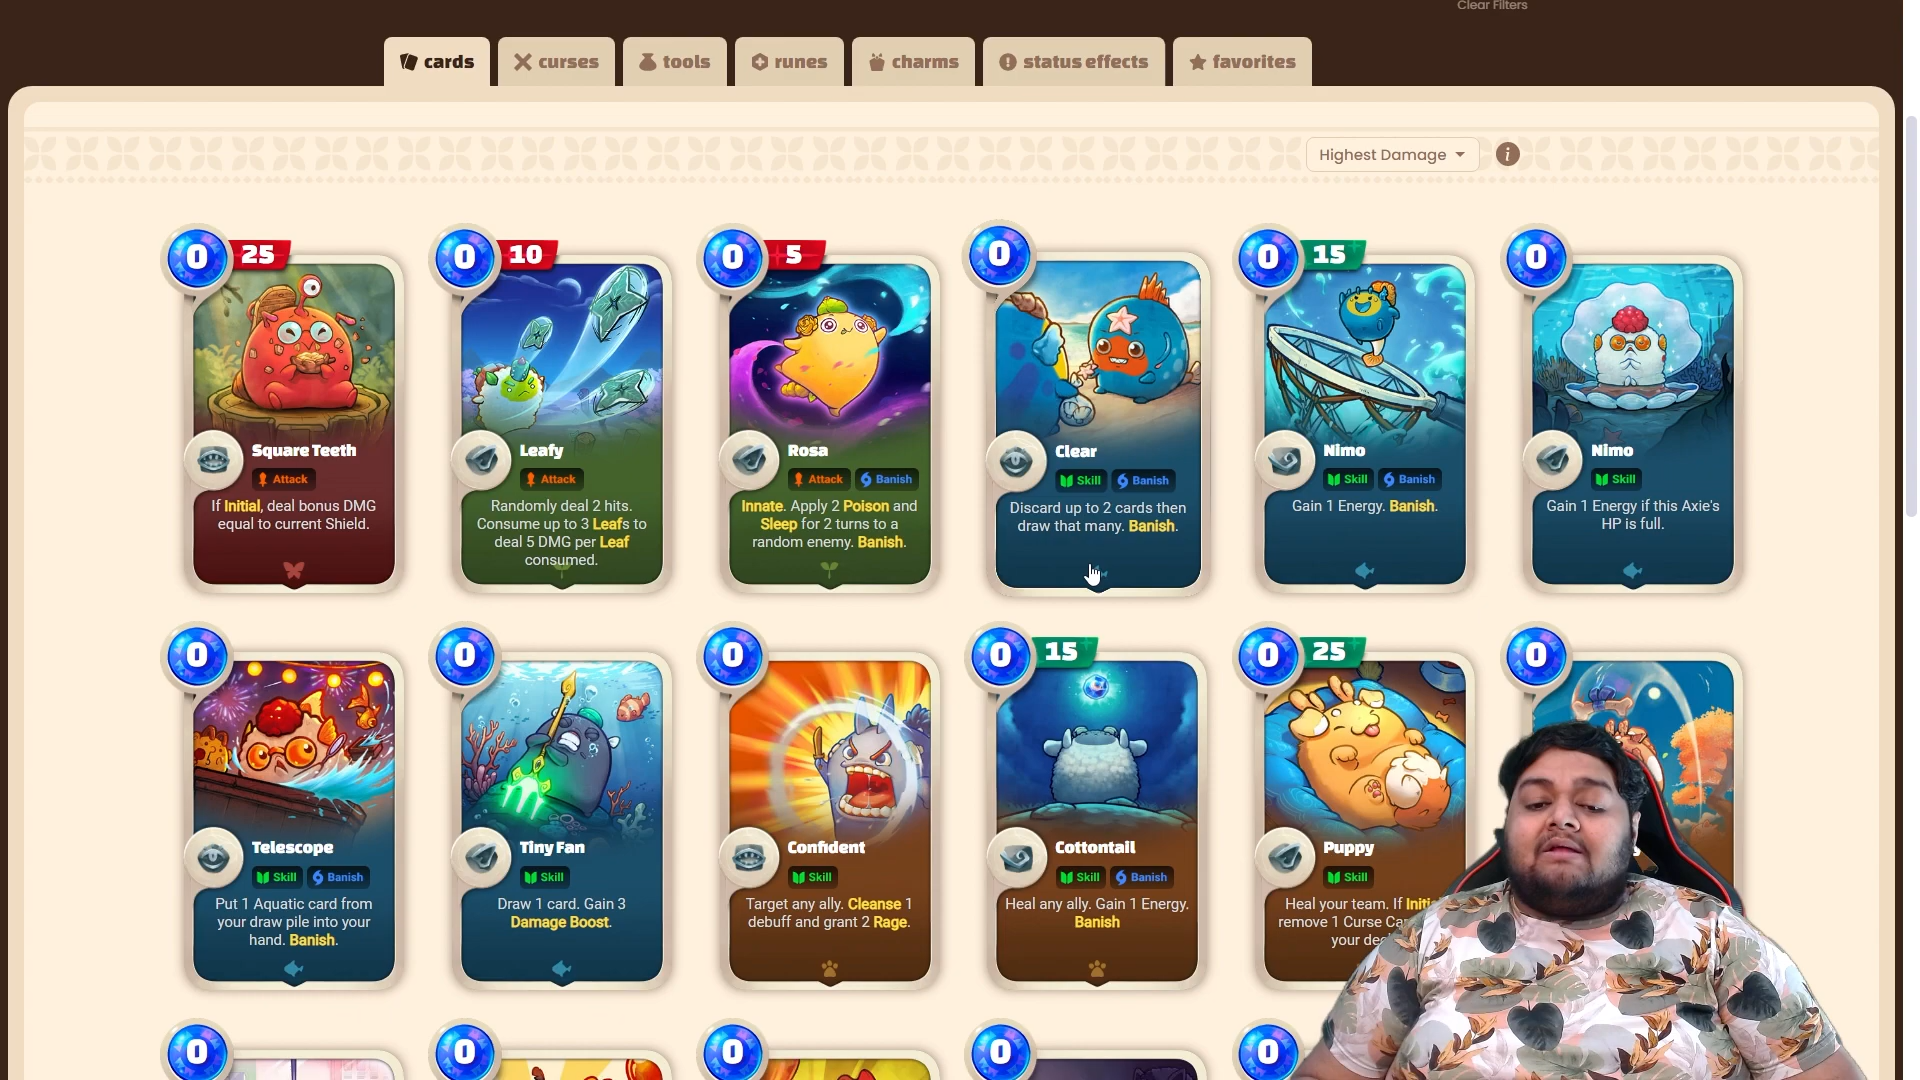 Clear Filters
cards
curses
tools
runes
charms
status effects
favorites
Highest Damage
i
0
25
Square Teeth
Attack
If Initial, deal bonus DMG
equal to current Shield.
0
10
Leafy
Attack
Randomly deal 2 hits.
Consume up to 3 Leafs to
deal 5 DMG per Leaf
consumed.
0
5
Rosa
Attack
Banish
Innate. Apply 2 Poison and
Sleep for 2 turns to a
random enemy. Banish.
0
Clear
Skill
Banish
Discard up to 2 cards then
draw that many. Banish.
0
15
Nimo
Skill
Banish
Gain 1 Energy. Banish.
0
Nimo
Skill
Gain 1 Energy if this Axie's
HP is full.
0
Telescope
Skill
Banish
Put 1 Aquatic card from
your draw pile into your
hand. Banish.
0
Tiny Fan
Skill
Draw 1 card. Gain 3
Damage Boost.
0
Confident
Skill
Target any ally. Cleanse 1
debuff and grant 2 Rage.
0
15
Cottontail
Skill
Banish
Heal any ally. Gain 1 Energy.
Banish
0
25
Puppy
Skill
Heal your team. If
remove 1 Curse
your
0
0
0
0
0
0